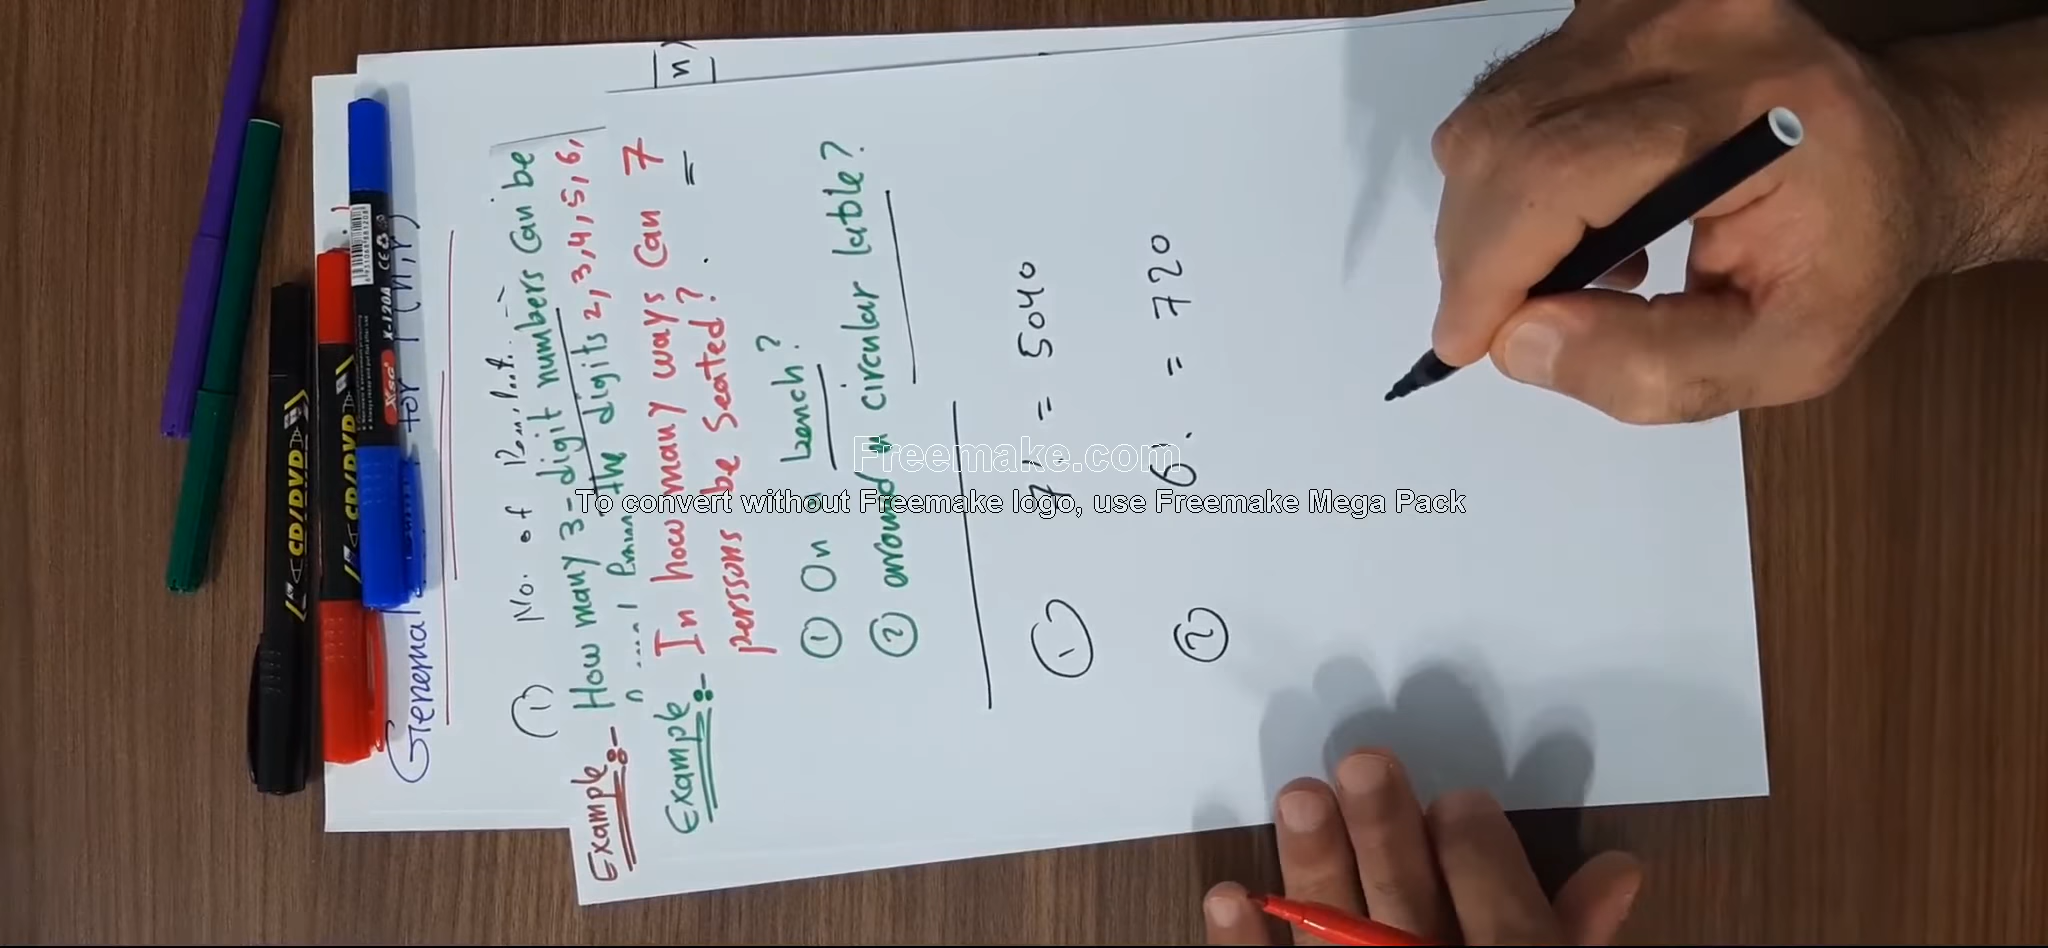 General
for P(n,r)
(1) No. of
Example:- How many 3-digit numbers can be
the digits 2,3,4,5,6,
Example:- In how many ways can 7
persons be seated?
① On a bench?
② around a circular table?
① 7! = 5040
② 6! = 720
n
CD/DVD
CD/DVD
X-120A CE
Freemake.com
To convert without Freemake logo, use Freemake Mega Pack